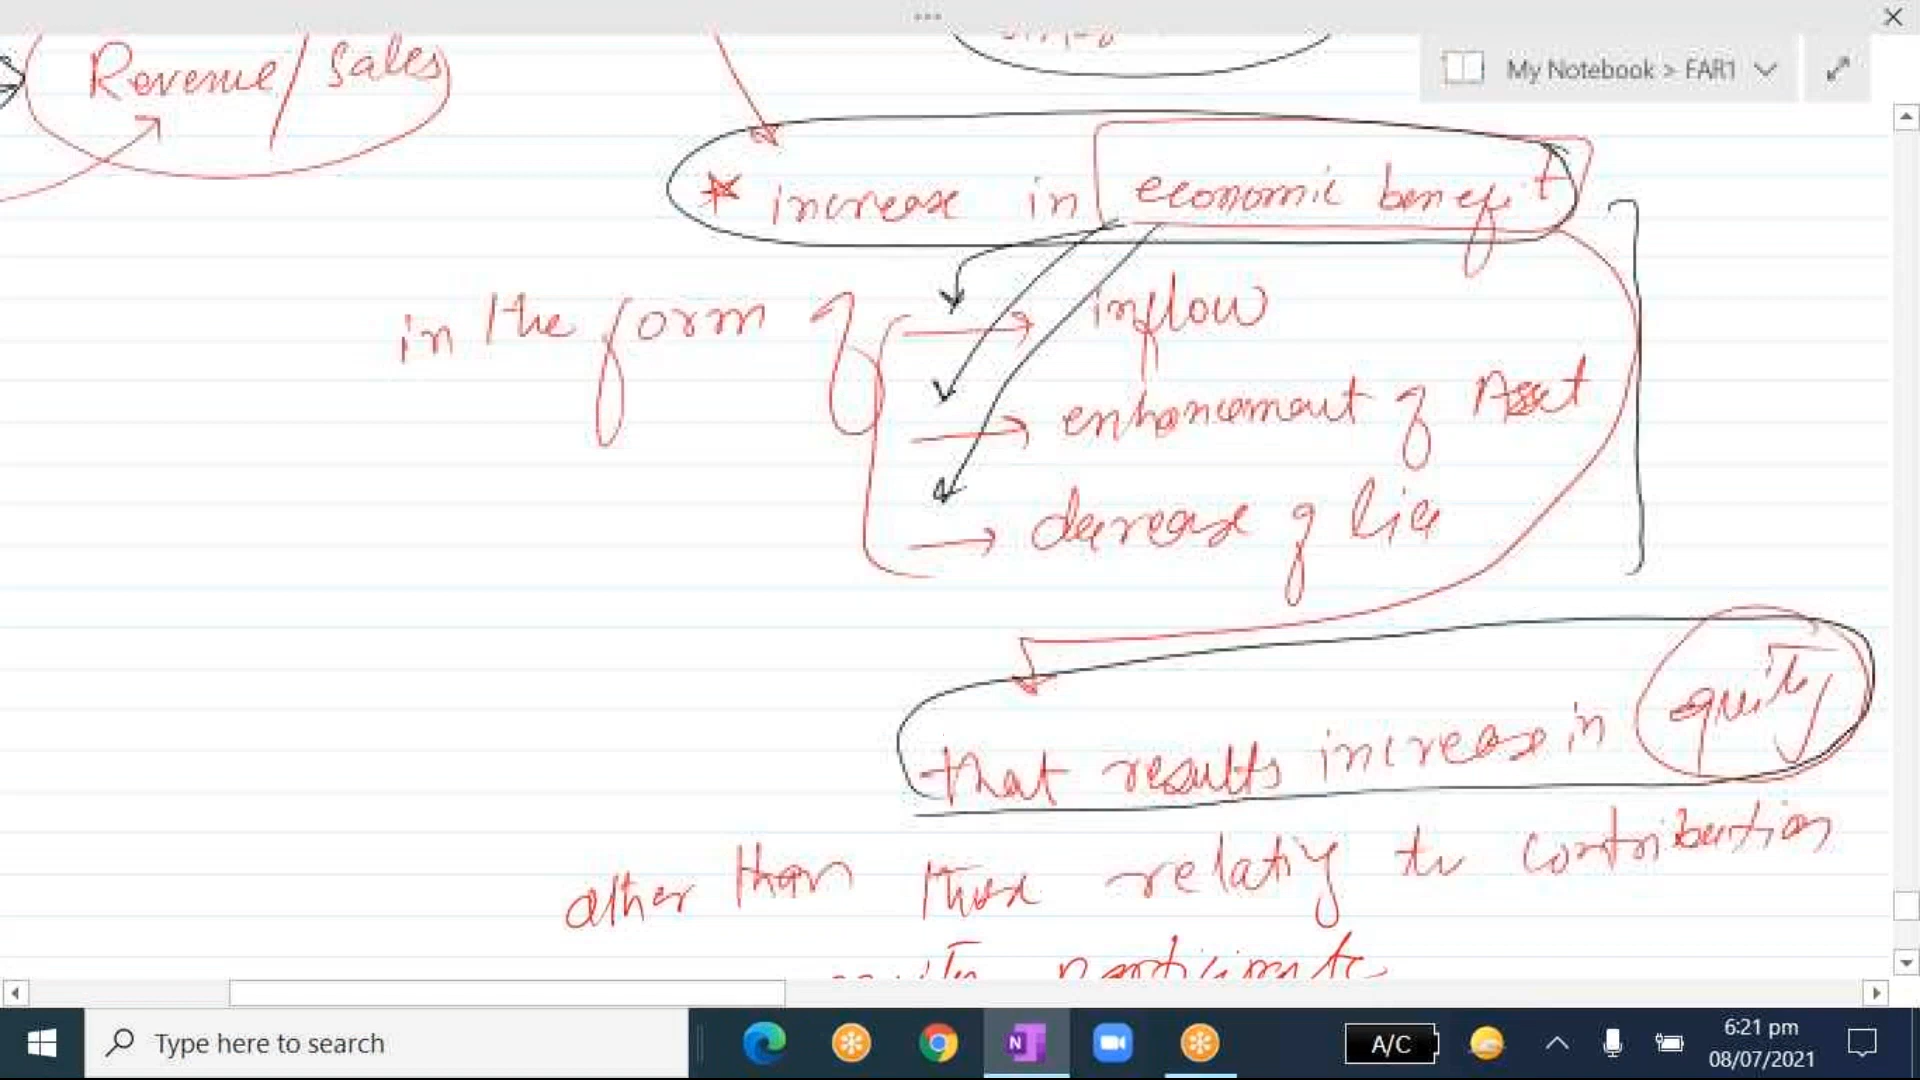 Revenue/Sales
My Notebook > FAR1
* increase in economic benefit
in the form of
→ inflow
→ enhancement of Asset
→ decrease of lia
that results increase in equity
other than those relating to contribution
Type here to search
A/C
6:21 pm
08/07/2021